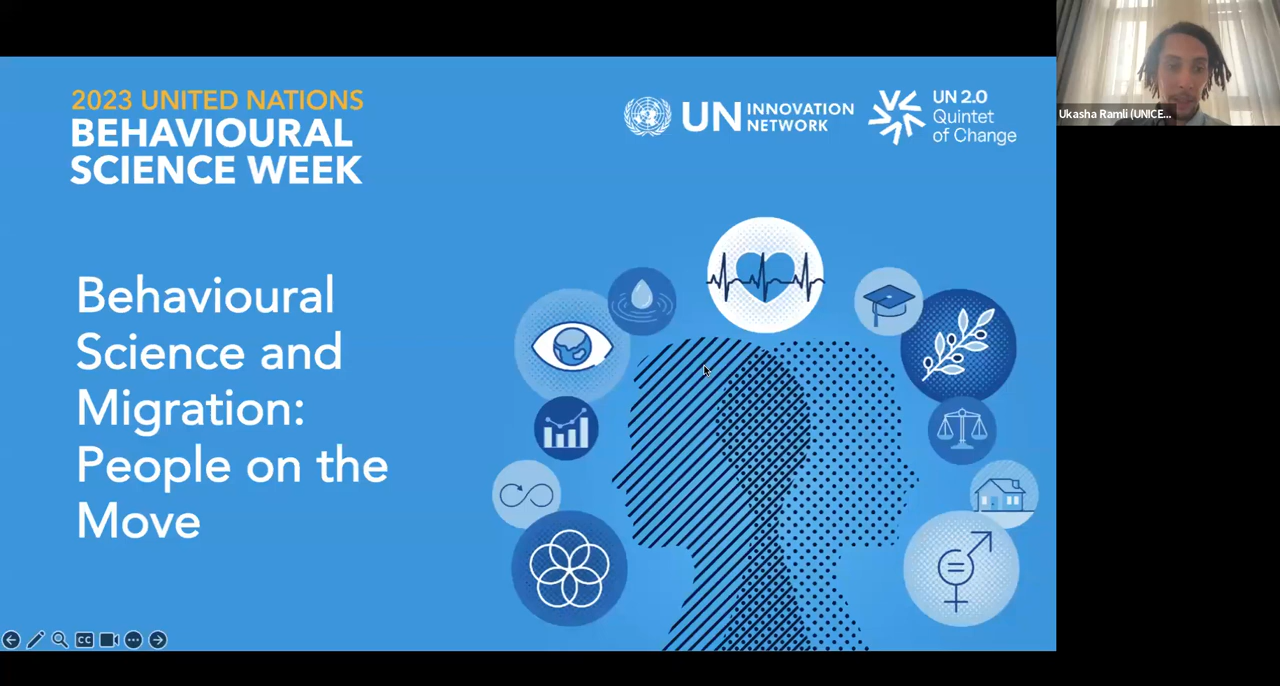 2023 UNITED NATIONS
BEHAVIOURAL
SCIENCE WEEK
UN INNOVATION
NETWORK
UN 2.0
Quintet
of Change
Ukasha Ramli (UNICE...
Behavioural
Science and
Migration:
People on the
Move
CC